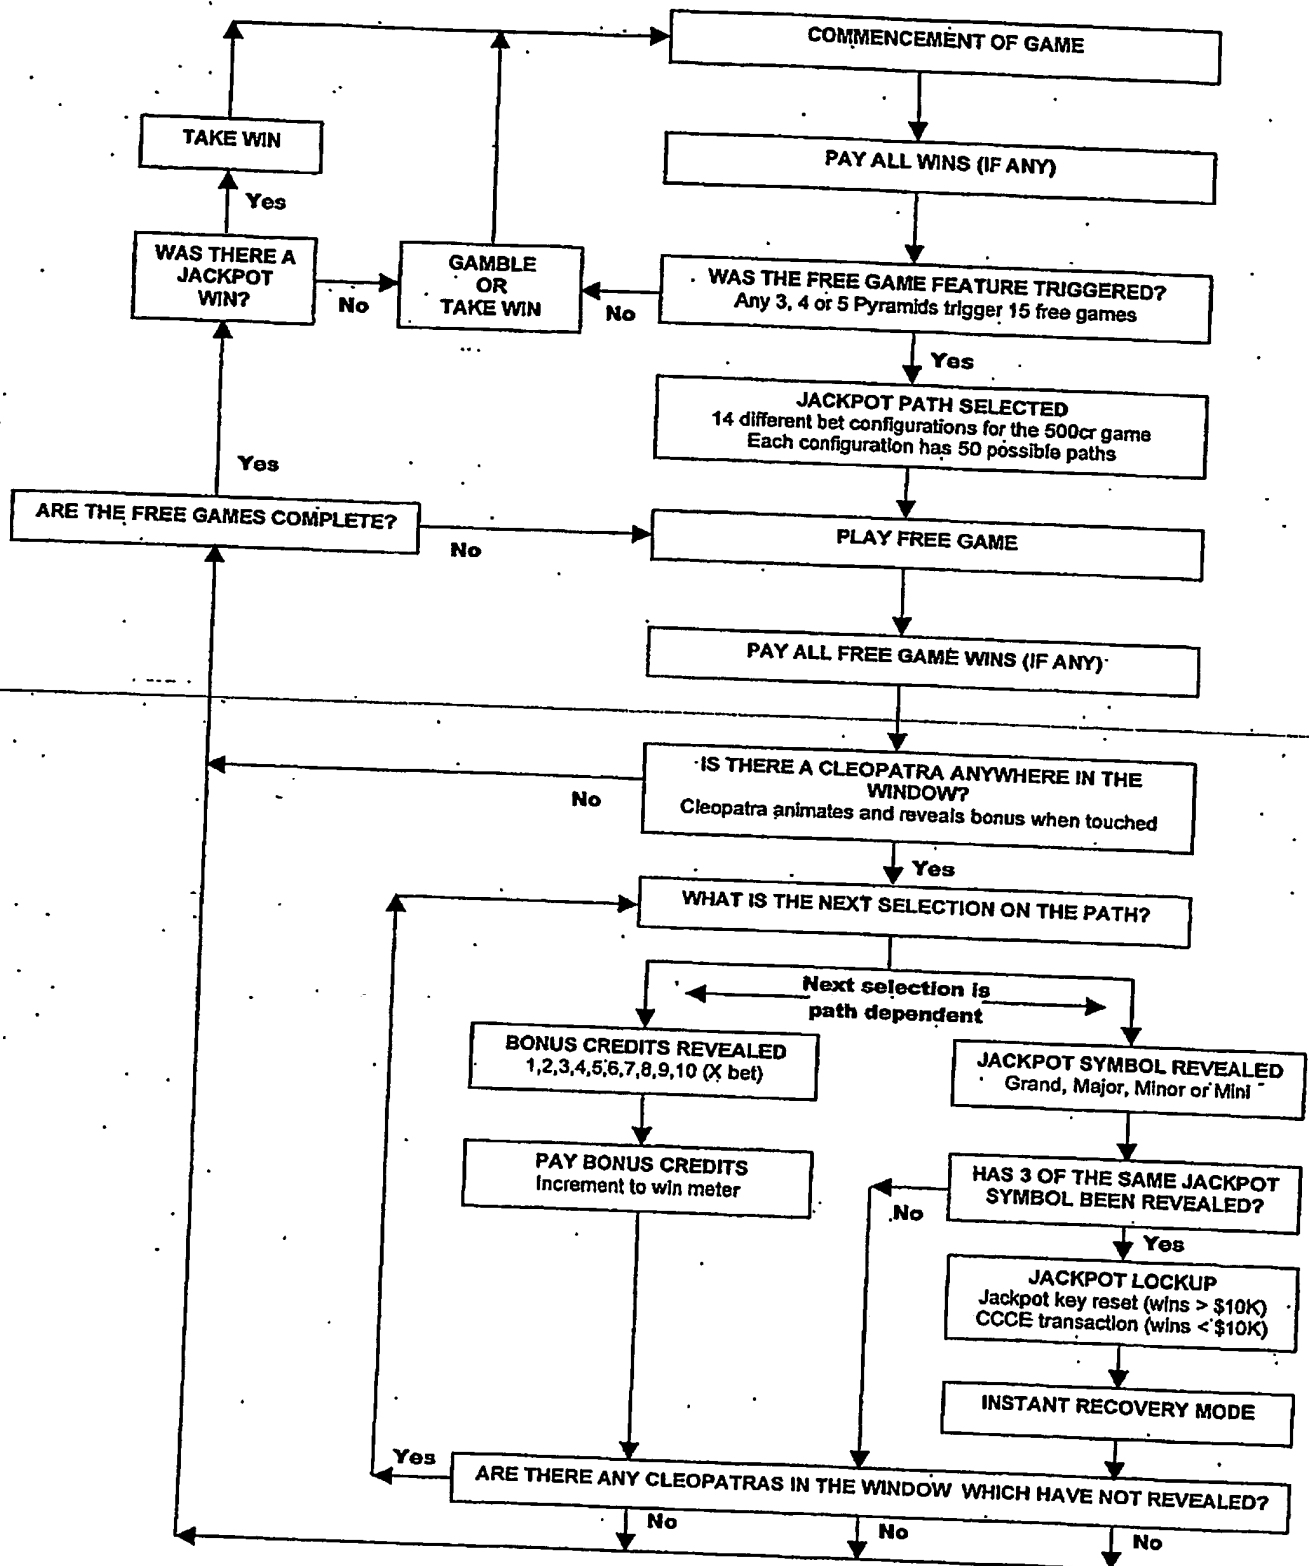 COMMENCEMENT OF GAME
TAKE WIN
PAY ALL WINS (IF ANY)
Yes
WAS THERE A
JACKPOT
WIN?
No
GAMBLE
OR
TAKE WIN
No
WAS THE FREE GAME FEATURE TRIGGERED?
Any 3, 4 or 5 Pyramids trigger 15 free games
Yes
JACKPOT PATH SELECTED
14 different bet configurations for the 500cr game
Each configuration has 50 possible paths
Yes
ARE THE FREE GAMES COMPLETE?
No
PLAY FREE GAME
PAY ALL FREE GAME WINS (IF ANY)
IS THERE A CLEOPATRA ANYWHERE IN THE
WINDOW?
Cleopatra animates and reveals bonus when touched
No
Yes
WHAT IS THE NEXT SELECTION ON THE PATH?
Next selection is
path dependent
BONUS CREDITS REVEALED
1,2,3,4,5,6,7,8,9,10 (X bet)
JACKPOT SYMBOL REVEALED
Grand, Major, Minor or Mini
PAY BONUS CREDITS
Increment to win meter
HAS 3 OF THE SAME JACKPOT
SYMBOL BEEN REVEALED?
No
Yes
JACKPOT LOCKUP
Jackpot key reset (wins > $10K)
CCCE transaction (wins < $10K)
INSTANT RECOVERY MODE
Yes
ARE THERE ANY CLEOPATRAS IN THE WINDOW WHICH HAVE NOT REVEALED?
No
No
No